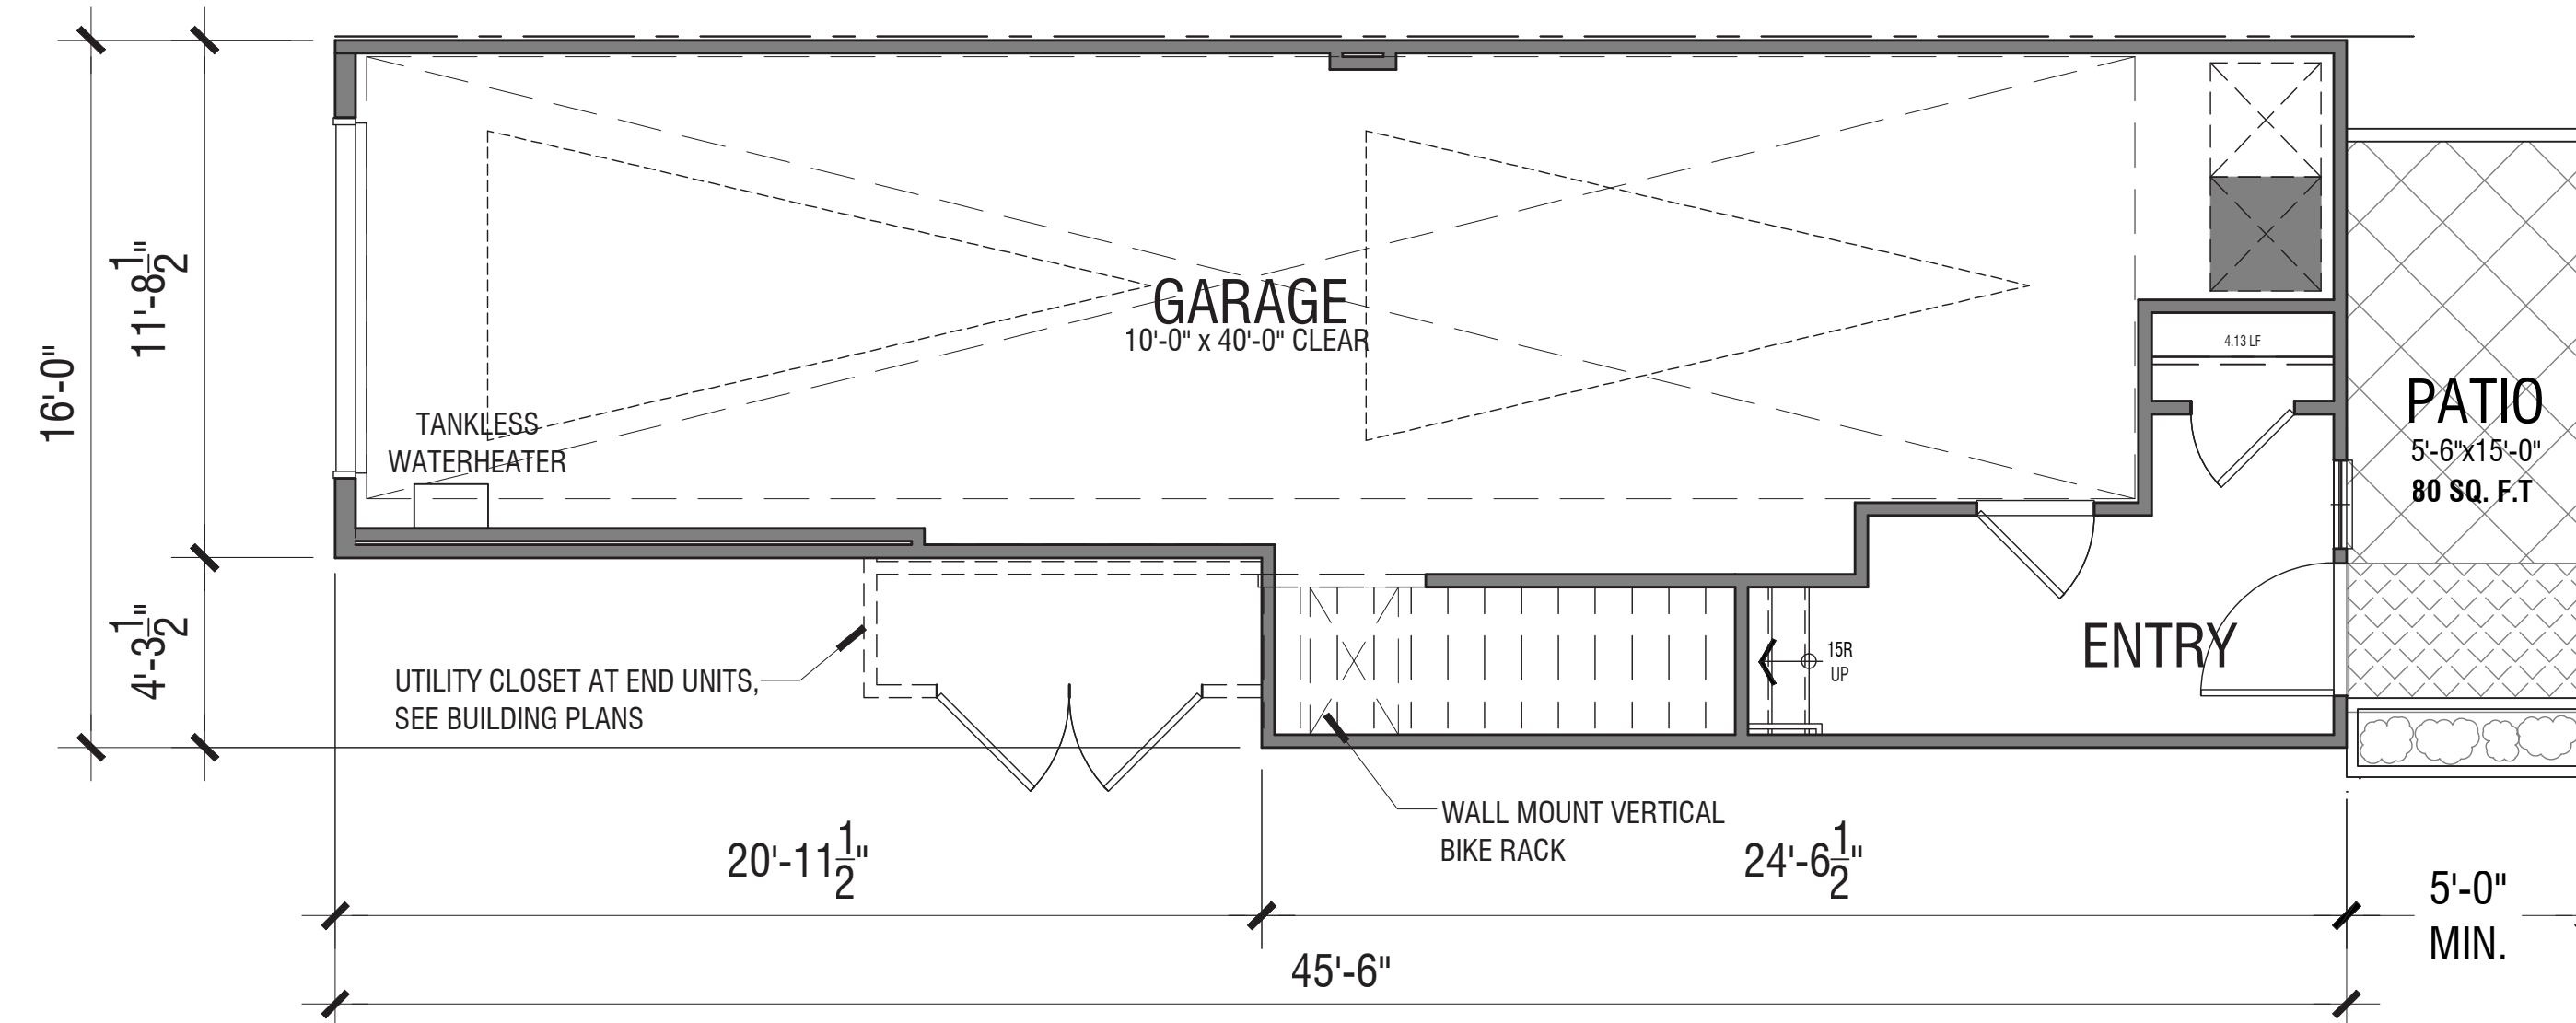 16'-0"
11'-8 1/2"
4'-3 1/2"
GARAGE
10'-0" x 40'-0" CLEAR
TANKLESS
WATERHEATER
4.13 LF
PATIO
5'-6"x15'-0"
80 SQ. F.T
UTILITY CLOSET AT END UNITS,
SEE BUILDING PLANS
15R
UP
ENTRY
WALL MOUNT VERTICAL
BIKE RACK
20'-11 1/2"
24'-6 1/2"
5'-0"
MIN.
45'-6"